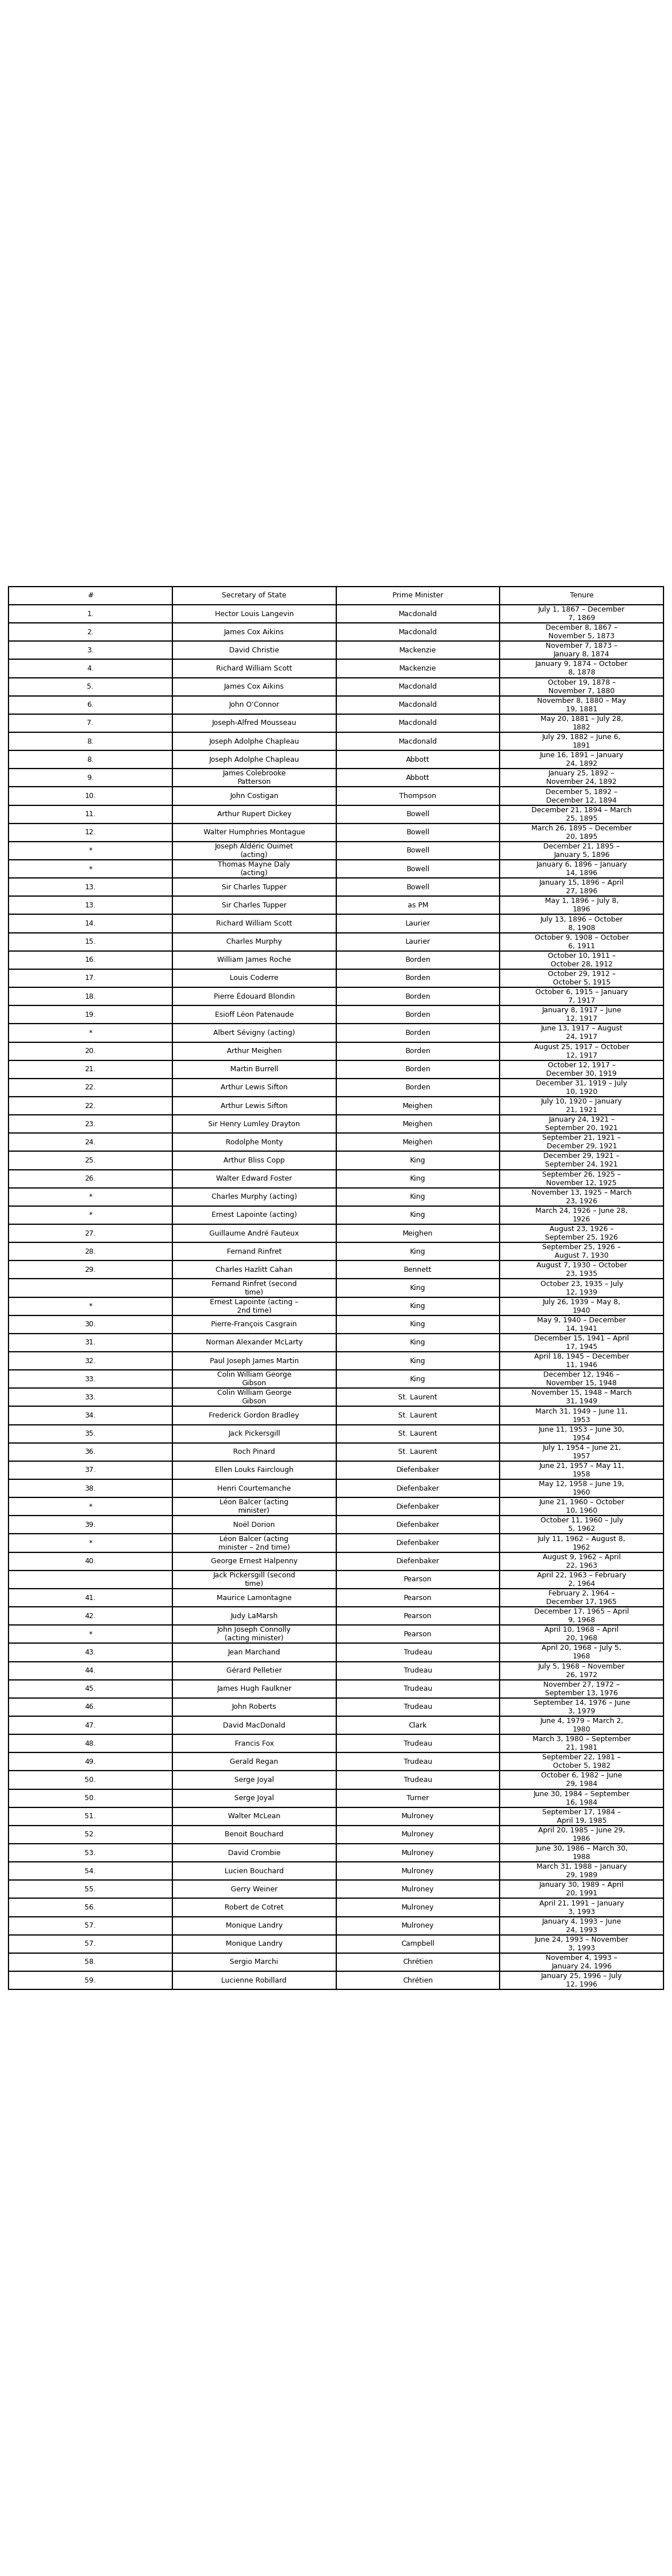 # Secretary of State Prime Minister Tenure
1. Hector Louis Langevin Macdonald July 1, 1867 – December
7, 1869
2. James Cox Aikins Macdonald December 8, 1867 –
November 5, 1873
3. David Christie Mackenzie November 7, 1873 –
January 8, 1874
4. Richard William Scott Mackenzie January 9, 1874 – October
8, 1878
5. James Cox Aikins Macdonald October 19, 1878 –
November 7, 1880
6. John O'Connor Macdonald November 8, 1880 – May
19, 1881
7. Joseph-Alfred Mousseau Macdonald May 20, 1881 – July 28,
1882
8. Joseph Adolphe Chapleau Macdonald July 29, 1882 – June 6,
1891
8. Joseph Adolphe Chapleau Abbott June 16, 1891 – January
24, 1892
9. James Colebrooke
Patterson Abbott January 25, 1892 –
November 24, 1892
10. John Costigan Thompson December 5, 1892 –
December 12, 1894
11. Arthur Rupert Dickey Bowell December 21, 1894 – March
25, 1895
12. Walter Humphries Montague Bowell March 26, 1895 – December
20, 1895
* Joseph Aldéric Ouimet
(acting) Bowell December 21, 1895 –
January 5, 1896
* Thomas Mayne Daly
(acting) Bowell January 6, 1896 – January
14, 1896
13. Sir Charles Tupper Bowell January 15, 1896 – April
27, 1896
13. Sir Charles Tupper as PM May 1, 1896 – July 8,
1896
14. Richard William Scott Laurier July 13, 1896 – October
8, 1908
15. Charles Murphy Laurier October 9, 1908 – October
6, 1911
16. William James Roche Borden October 10, 1911 –
October 28, 1912
17. Louis Coderre Borden October 29, 1912 –
October 5, 1915
18. Pierre Édouard Blondin Borden October 6, 1915 – January
7, 1917
19. Esioff Léon Patenaude Borden January 8, 1917 – June
12, 1917
* Albert Sévigny (acting) Borden June 13, 1917 – August
24, 1917
20. Arthur Meighen Borden August 25, 1917 – October
12, 1917
21. Martin Burrell Borden October 12, 1917 –
December 30, 1919
22. Arthur Lewis Sifton Borden December 31, 1919 – July
10, 1920
22. Arthur Lewis Sifton Meighen July 10, 1920 – January
21, 1921
23. Sir Henry Lumley Drayton Meighen January 24, 1921 –
September 20, 1921
24. Rodolphe Monty Meighen September 21, 1921 –
December 29, 1921
25. Arthur Bliss Copp King December 29, 1921 –
September 24, 1921
26. Walter Edward Foster King September 26, 1925 –
November 12, 1925
* Charles Murphy (acting) King November 13, 1925 – March
23, 1926
* Ernest Lapointe (acting) King March 24, 1926 – June 28,
1926
27. Guillaume André Fauteux Meighen August 23, 1926 –
September 25, 1926
28. Fernand Rinfret King September 25, 1926 –
August 7, 1930
29. Charles Hazlitt Cahan Bennett August 7, 1930 – October
23, 1935
Fernand Rinfret (second
time) King October 23, 1935 – July
12, 1939
* Ernest Lapointe (acting –
2nd time) King July 26, 1939 – May 8,
1940
30. Pierre-François Casgrain King May 9, 1940 – December
14, 1941
31. Norman Alexander McLarty King December 15, 1941 – April
17, 1945
32. Paul Joseph James Martin King April 18, 1945 – December
11, 1946
33. Colin William George
Gibson King December 12, 1946 –
November 15, 1948
33. Colin William George
Gibson St. Laurent November 15, 1948 – March
31, 1949
34. Frederick Gordon Bradley St. Laurent March 31, 1949 – June 11,
1953
35. Jack Pickersgill St. Laurent June 11, 1953 – June 30,
1954
36. Roch Pinard St. Laurent July 1, 1954 – June 21,
1957
37. Ellen Louks Fairclough Diefenbaker June 21, 1957 – May 11,
1958
38. Henri Courtemanche Diefenbaker May 12, 1958 – June 19,
1960
* Léon Balcer (acting
minister) Diefenbaker June 21, 1960 – October
10, 1960
39. Noël Dorion Diefenbaker October 11, 1960 – July
5, 1962
* Léon Balcer (acting
minister – 2nd time) Diefenbaker July 11, 1962 – August 8,
1962
40. George Ernest Halpenny Diefenbaker August 9, 1962 – April
22, 1963
Jack Pickersgill (second
time) Pearson April 22, 1963 – February
2, 1964
41. Maurice Lamontagne Pearson February 2, 1964 –
December 17, 1965
42. Judy LaMarsh Pearson December 17, 1965 – April
9, 1968
* John Joseph Connolly
(acting minister) Pearson April 10, 1968 – April
20, 1968
43. Jean Marchand Trudeau April 20, 1968 – July 5,
1968
44. Gérard Pelletier Trudeau July 5, 1968 – November
26, 1972
45. James Hugh Faulkner Trudeau November 27, 1972 –
September 13, 1976
46. John Roberts Trudeau September 14, 1976 – June
3, 1979
47. David MacDonald Clark June 4, 1979 – March 2,
1980
48. Francis Fox Trudeau March 3, 1980 – September
21, 1981
49. Gerald Regan Trudeau September 22, 1981 –
October 5, 1982
50. Serge Joyal Trudeau October 6, 1982 – June
29, 1984
50. Serge Joyal Turner June 30, 1984 – September
16, 1984
51. Walter McLean Mulroney September 17, 1984 –
April 19, 1985
52. Benoit Bouchard Mulroney April 20, 1985 – June 29,
1986
53. David Crombie Mulroney June 30, 1986 – March 30,
1988
54. Lucien Bouchard Mulroney March 31, 1988 – January
29, 1989
55. Gerry Weiner Mulroney January 30, 1989 – April
20, 1991
56. Robert de Cotret Mulroney April 21, 1991 – January
3, 1993
57. Monique Landry Mulroney January 4, 1993 – June
24, 1993
57. Monique Landry Campbell June 24, 1993 – November
3, 1993
58. Sergio Marchi Chrétien November 4, 1993 –
January 24, 1996
59. Lucienne Robillard Chrétien January 25, 1996 – July
12, 1996